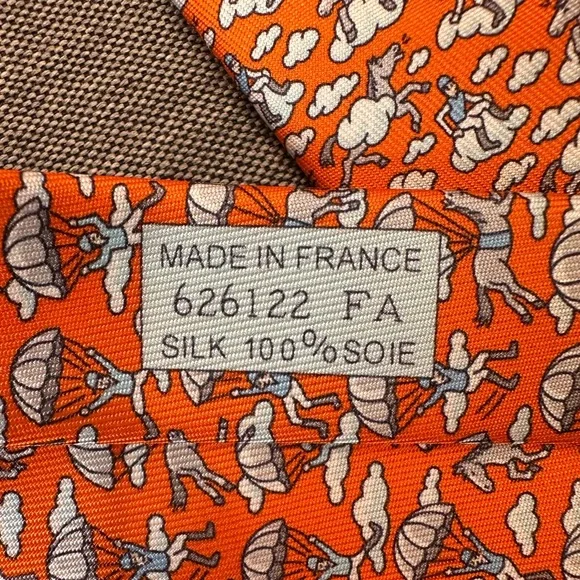 MADE IN FRANCE
626122 FA
SILK 100% SOIE